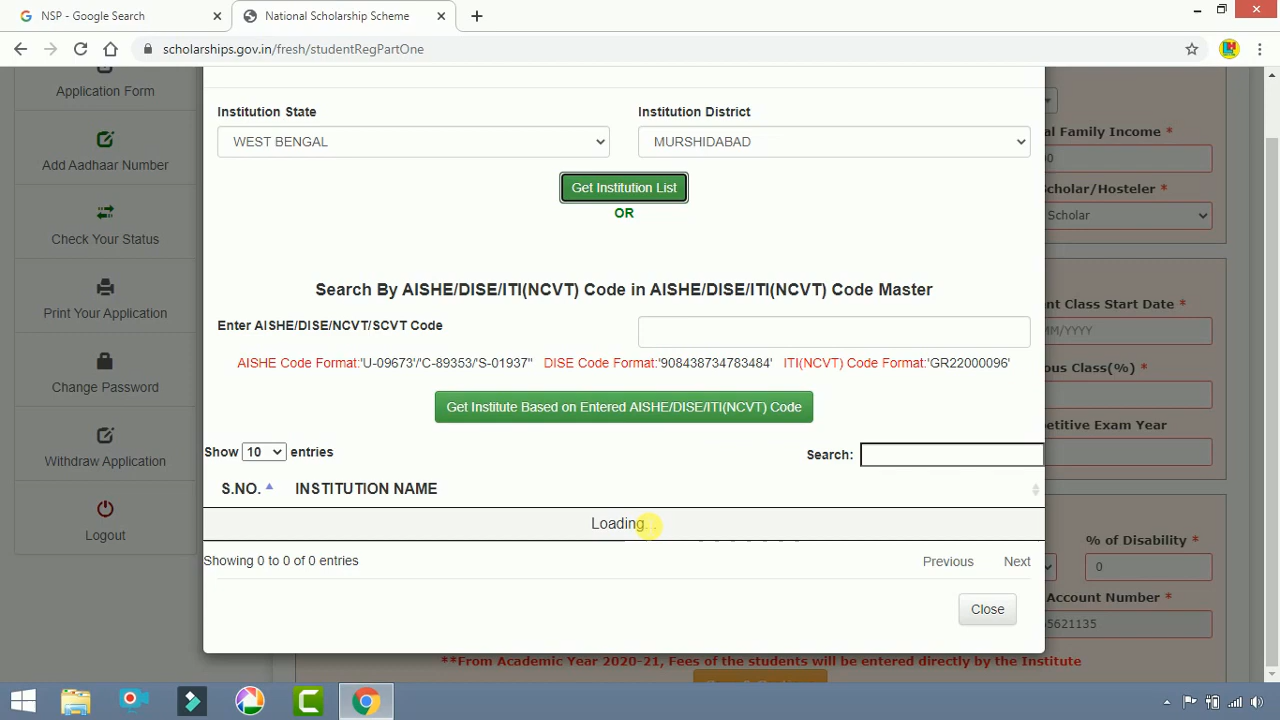 NSP - Google Search
National Scholarship Scheme
scholarships.gov.in/fresh/studentRegPartOne
Application Form
Add Aadhaar Number
Check Your Status
Print Your Application
Change Password
Withdraw Application
Logout
Institution State
Institution District
WEST BENGAL
MURSHIDABAD
Get Institution List
OR
Search By AISHE/DISE/ITI(NCVT) Code in AISHE/DISE/ITI(NCVT) Code Master
Enter AISHE/DISE/NCVT/SCVT Code
AISHE Code Format:'U-09673'/'C-89353/'S-01937" DISE Code Format:'908438734783484' ITI(NCVT) Code Format:'GR22000096'
Get Institute Based on Entered AISHE/DISE/ITI(NCVT) Code
Show 10 entries
Search:
S.NO. INSTITUTION NAME
Loading..
Showing 0 to 0 of 0 entries
Previous Next
Close
al Family Income *
Scholar/Hosteler *
Scholar
nt Class Start Date *
MM/YYYY
ous Class(%) *
petitive Exam Year
% of Disability *
0
Account Number *
5621135
**From Academic Year 2020-21, Fees of the students will be entered directly by the Institute